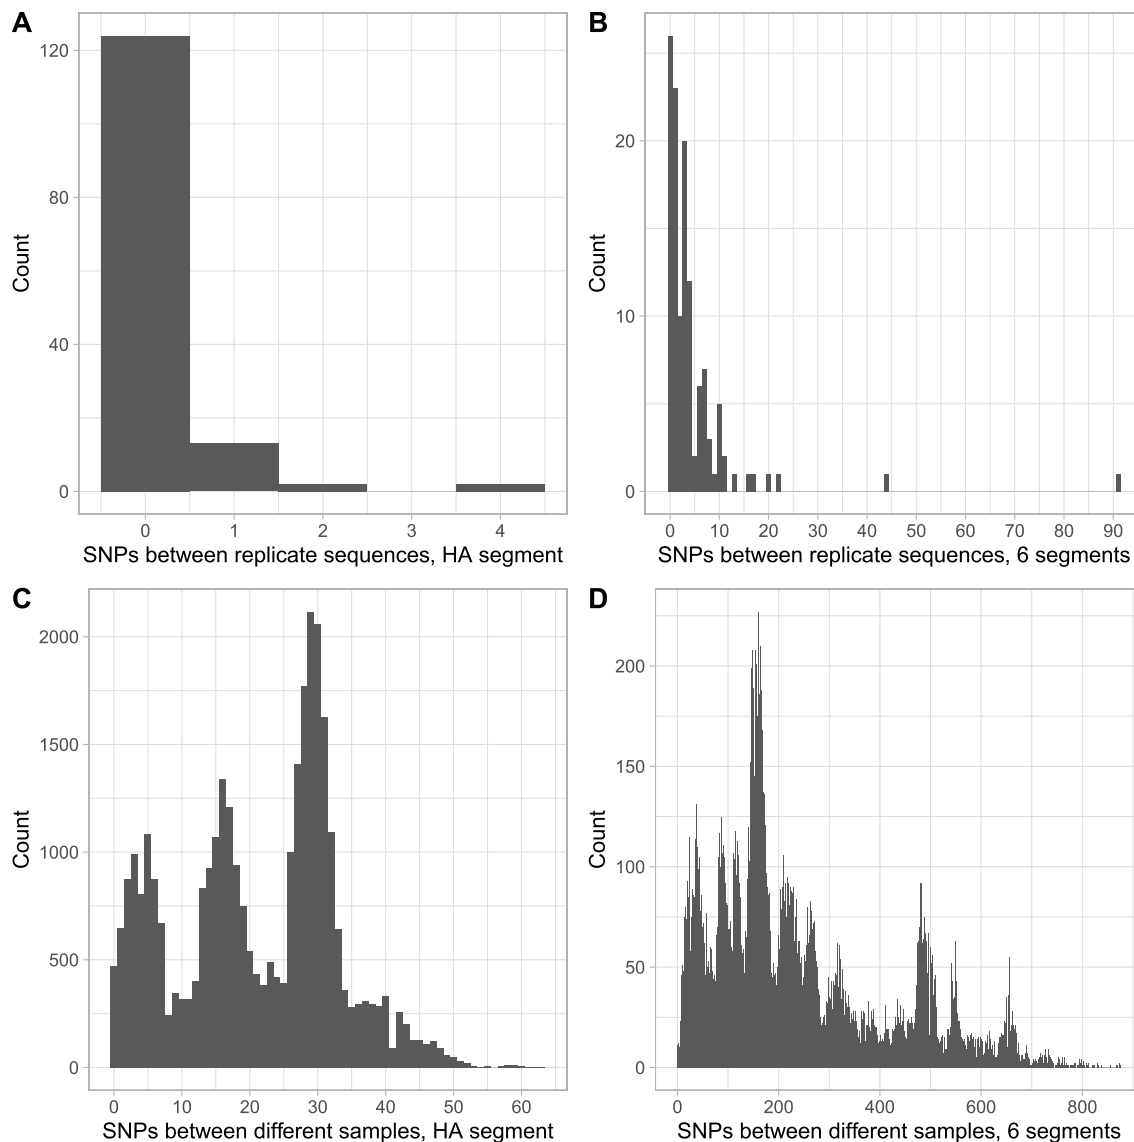 A
B
120
80
40
0
Count
0 1 2 3 4
SNPs between replicate sequences, HA segment
20
10
0
Count
0 10 20 30 40 50 60 70 80 90
SNPs between replicate sequences, 6 segments
C
D
2000
1500
1000
500
0
Count
0 10 20 30 40 50 60
SNPs between different samples, HA segment
200
150
100
50
0
Count
0 200 400 600 800
SNPs between different samples, 6 segments